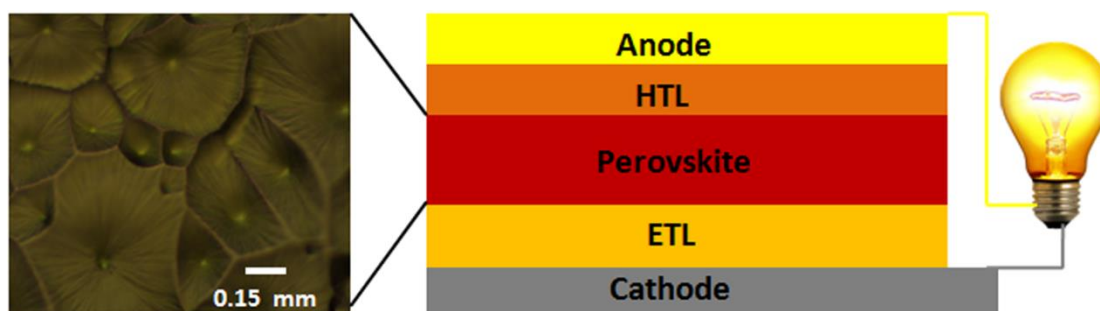 0.15 mm
Anode
HTL
Perovskite
ETL
Cathode